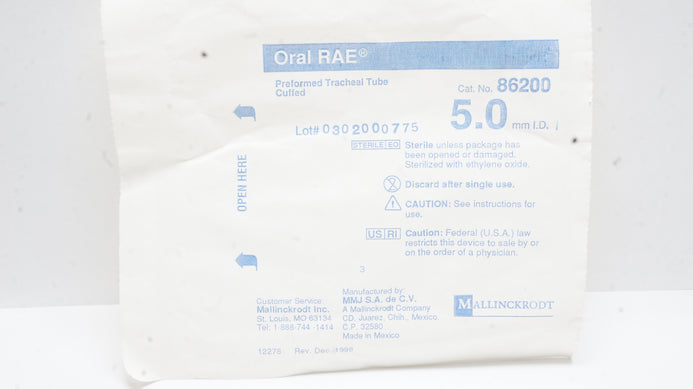 Oral RAE®
Preformed Tracheal Tube
Cuffed
Cat. No. 86200
5.0 mm I.D.
Lot# 0302000775
OPEN HERE
STERILE EO
Sterile unless package has
been opened or damaged.
Sterilized with ethylene oxide.
2
Discard after single use.
!
CAUTION: See instructions for
use.
US RI
Caution: Federal (U.S.A.) law
restricts this device to sale by or
on the order of a physician.
3
Customer Service:
Mallinckrodt Inc.
St. Louis, MO 63134
Tel: 1-888-744-1414
Manufactured by:
MMJ S.A. de C.V.
A Mallinckrodt Company
CD. Juarez, Chih., Mexico
C.P. 32580
Made in Mexico
M MALLINCKRODT
12278 Rev. Dec. 1998